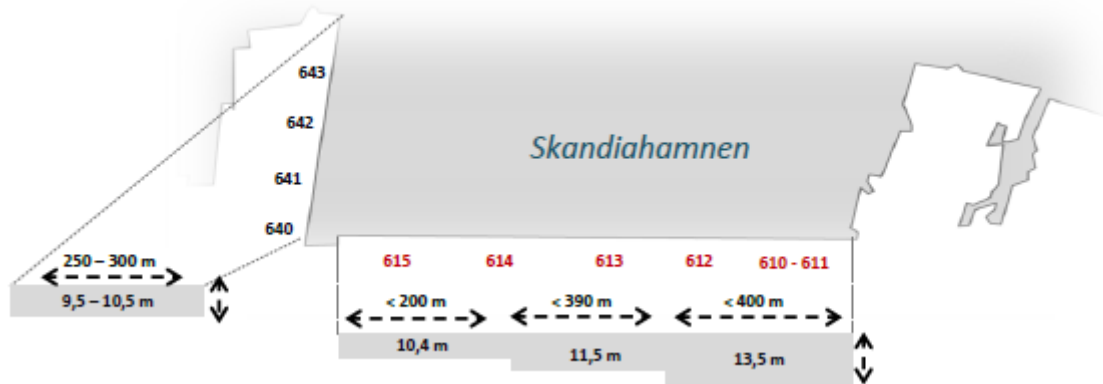 643
642
Skandiahamnen
641
640
250 – 300 m
615 614 613 612 610 - 611
9,5 – 10,5 m
< 200 m < 390 m < 400 m
10,4 m 11,5 m 13,5 m